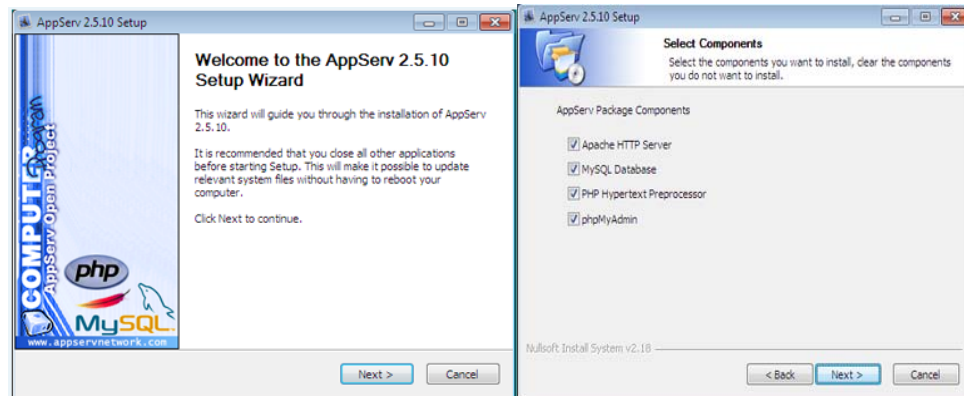 AppServ 2.5.10 Setup
Welcome to the AppServ 2.5.10
Setup Wizard
This wizard will guide you through the installation of AppServ
2.5.10.
It is recommended that you close all other applications
before starting Setup. This will make it possible to update
relevant system files without having to reboot your
computer.
Click Next to continue.
COMPUTER
Program
AppServ Open Project
php
MySQL
www.appservnetwork.com
Next >
Cancel
AppServ 2.5.10 Setup
Select Components
Select the components you want to install, clear the components
you do not want to install.
AppServ Package Components
Apache HTTP Server
MySQL Database
PHP Hypertext Preprocessor
phpMyAdmin
Nullsoft Install System v2.18
< Back
Next >
Cancel